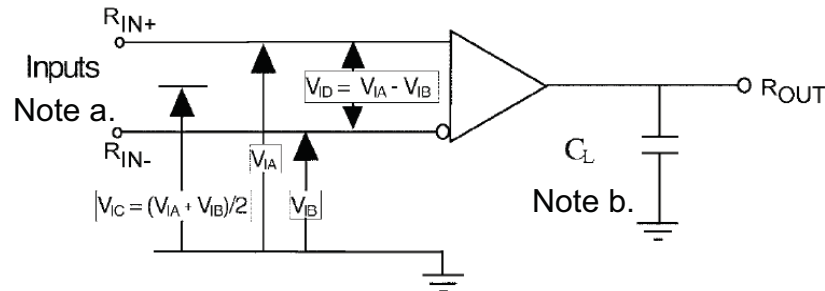 RIN+
Inputs
Note a.
VID = VIA - VIB
ROUT
RIN-
VIA
CL
VIC = (VIA + VIB)/2
VIB
Note b.